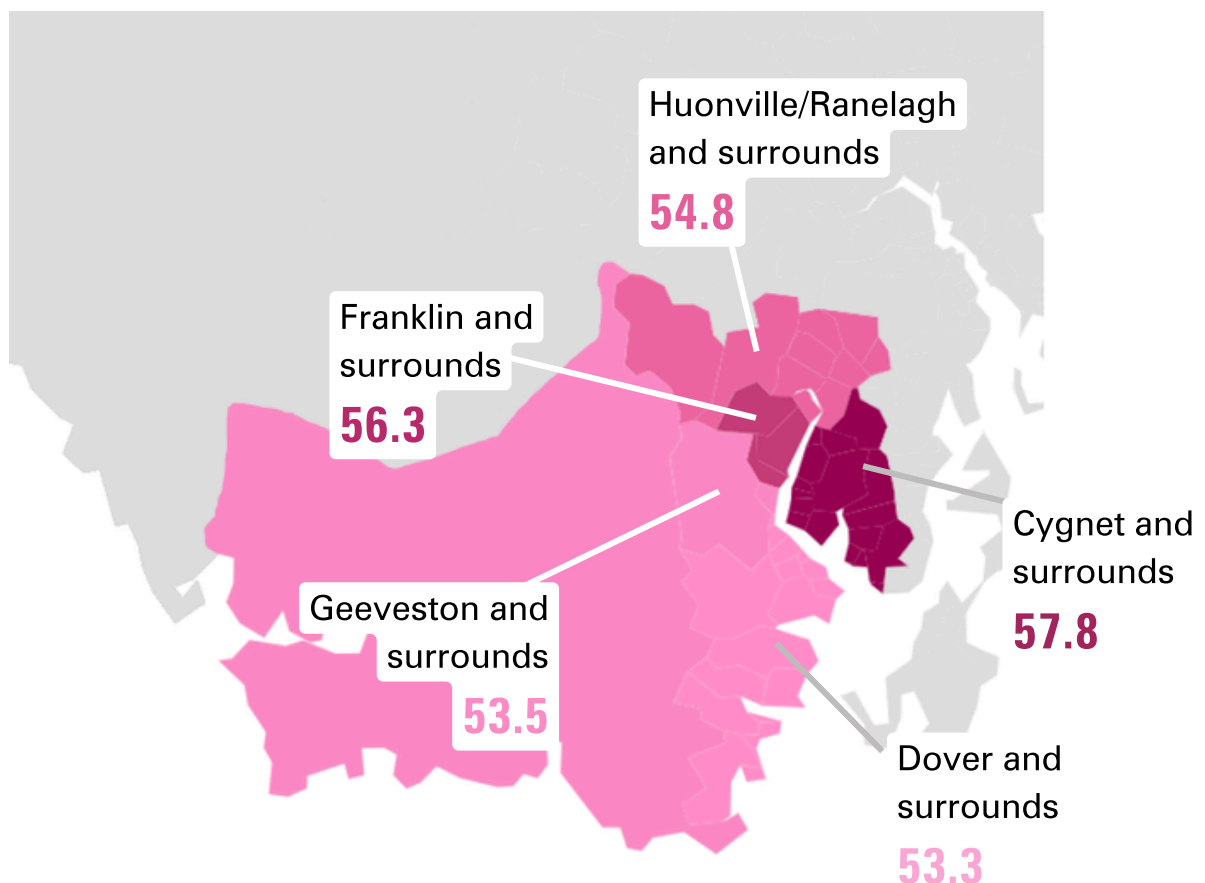 Huonville/Ranelagh
and surrounds
54.8
Franklin and
surrounds
56.3
Cygnet and
surrounds
57.8
Geeveston and
surrounds
53.5
Dover and
surrounds
53.3